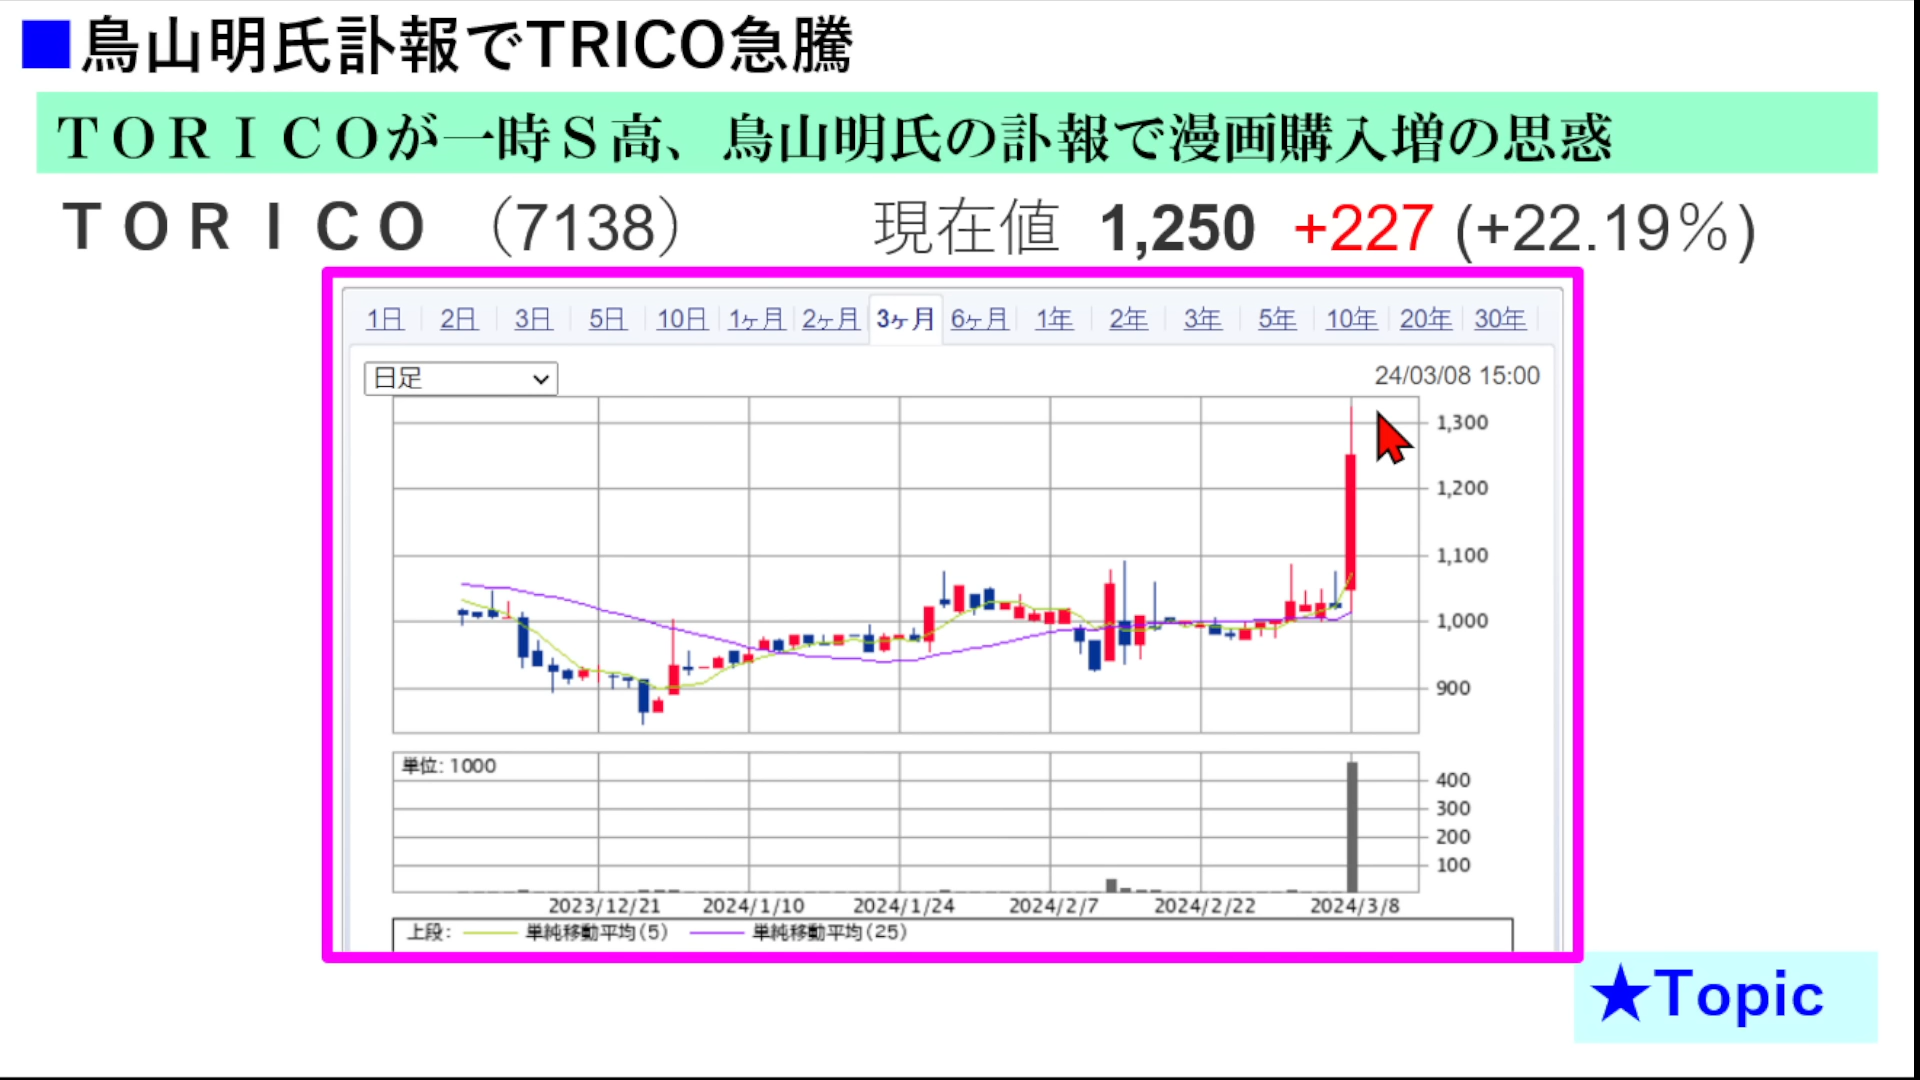 ■鳥山明氏訃報でTRICO急騰
ＴＯＲＩＣＯが一時Ｓ高、鳥山明氏の訃報で漫画購入増の思惑
ＴＯＲＩＣＯ（7138） 現在値 1,250 +227 (+22.19％)
1日 2日 3日 5日 10日 1ヶ月 2ヶ月 3ヶ月 6ヶ月 1年 2年 3年 5年 10年 20年 30年
日足 24/03/08 15:00
1,300
1,200
1,100
1,000
900
単位: 1000
400
300
200
100
2023/12/21 2024/1/10 2024/1/24 2024/2/7 2024/2/22 2024/3/8
上段: 単純移動平均(5) 単純移動平均(25)
★Topic